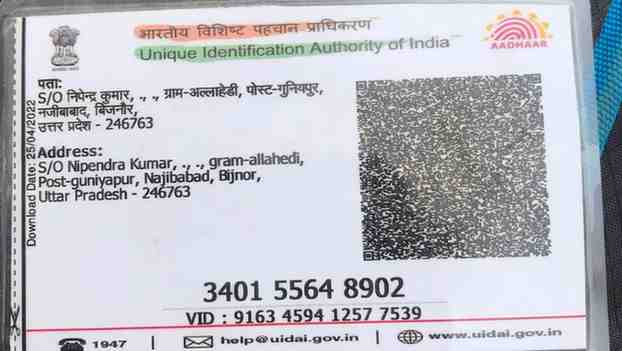 भारतीय विशिष्ट पहचान प्राधिकरण
Unique Identification Authority of India
AADHAAR
पता:
S/O निपेन्द्र कुमार, ., ., ग्राम-अल्लाहेडी, पोस्ट-गुनियपुर,
नजीबाबाद, बिजनौर,
उत्तर प्रदेश - 246763
Address:
S/O Nipendra Kumar, ., ., gram-allahedi,
Post-guniyapur, Najibabad, Bijnor,
Uttar Pradesh - 246763
Download Date: 25/04/2022
3401 5564 8902
VID : 9163 4594 1257 7539
1947 | help@uidai.gov.in | www.uidai.gov.in